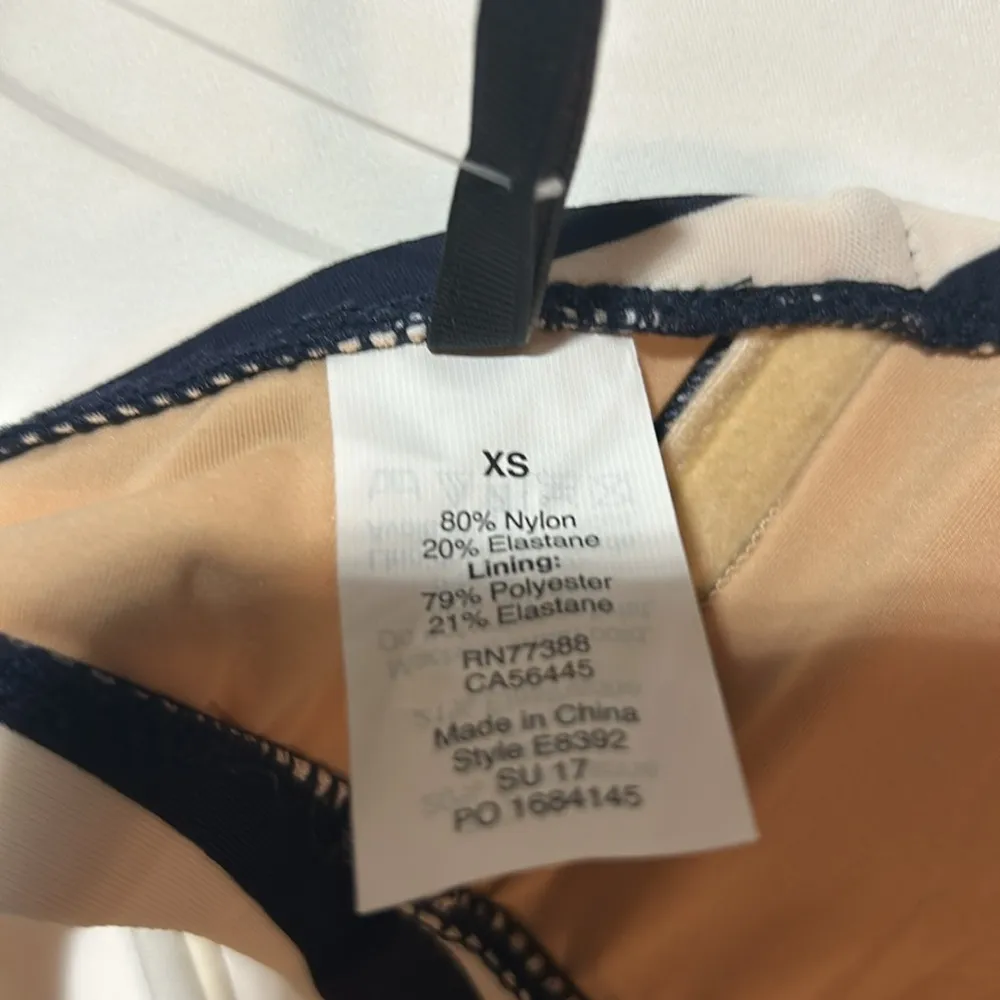 XS
80% Nylon
20% Elastane
Lining:
79% Polyester
21% Elastane
RN77388
CA56445
Made in China
Style E8392
SU 17
PO 1684145